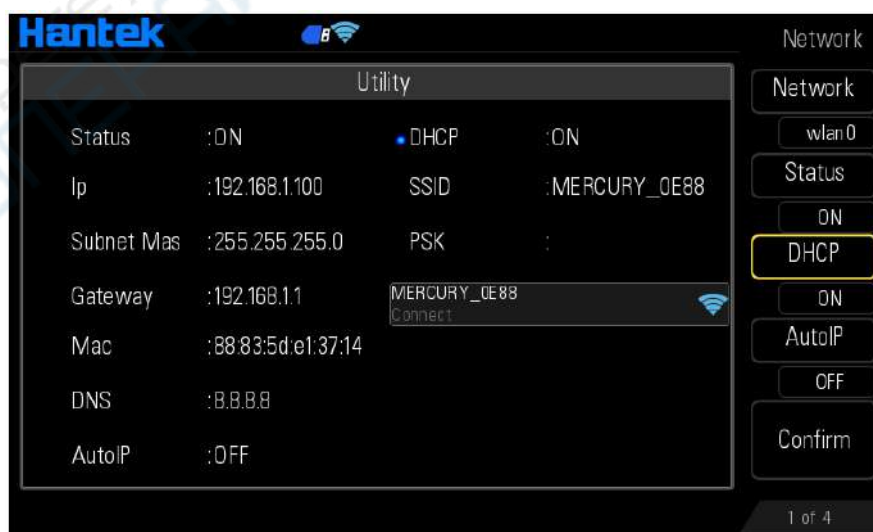 Hantek
Network
Utility
Status :ON
DHCP :ON
Ip :192.168.1.100
SSID :MERCURY_0E88
Subnet Mas :255.255.255.0
PSK :
Gateway :192.168.1.1
MERCURY_0E88
Connect
Mac :88:83:5d:e1:37:14
DNS :8.8.8.8
AutoIP :OFF
Network
wlan0
Status
ON
DHCP
ON
AutoIP
OFF
Confirm
1 of 4